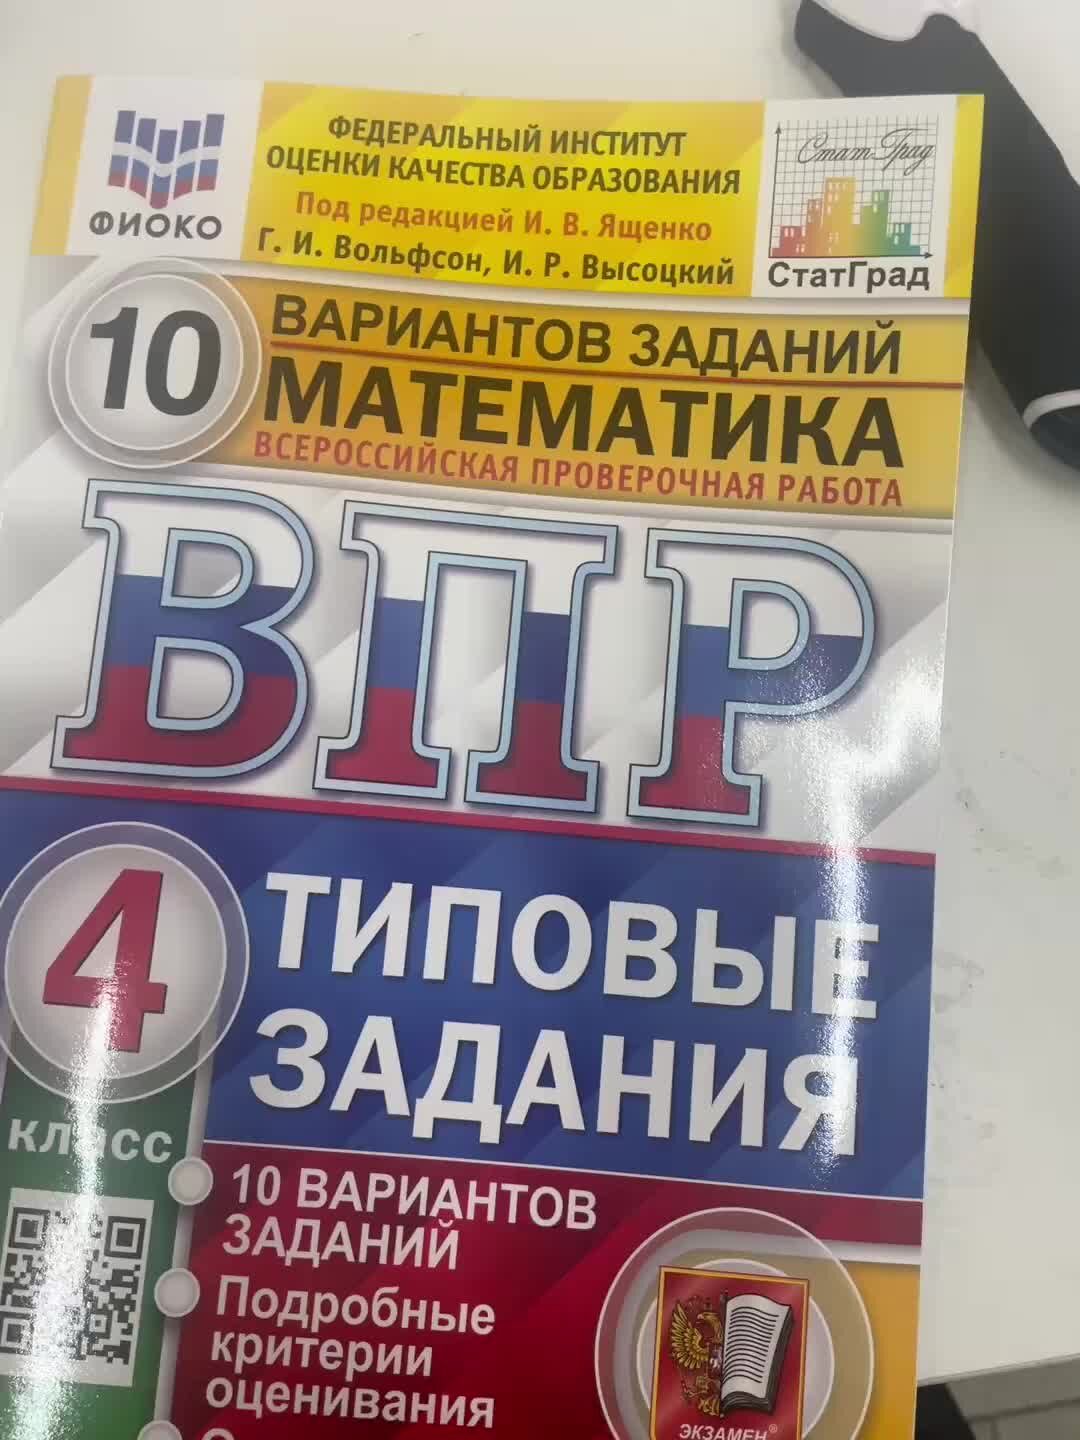 ФИОКО
ФЕДЕРАЛЬНЫЙ ИНСТИТУТ
ОЦЕНКИ КАЧЕСТВА ОБРАЗОВАНИЯ
Под редакцией И. В. Ященко
Г. И. Вольфсон, И. Р. Высоцкий
СтатГрад
СтатГрад
10
ВАРИАНТОВ ЗАДАНИЙ
МАТЕМАТИКА
ВСЕРОССИЙСКАЯ ПРОВЕРОЧНАЯ РАБОТА
ВПР
4
класс
ТИПОВЫЕ
ЗАДАНИЯ
10 ВАРИАНТОВ
ЗАДАНИЙ
Подробные
критерии
оценивания
ЭКЗАМЕН®